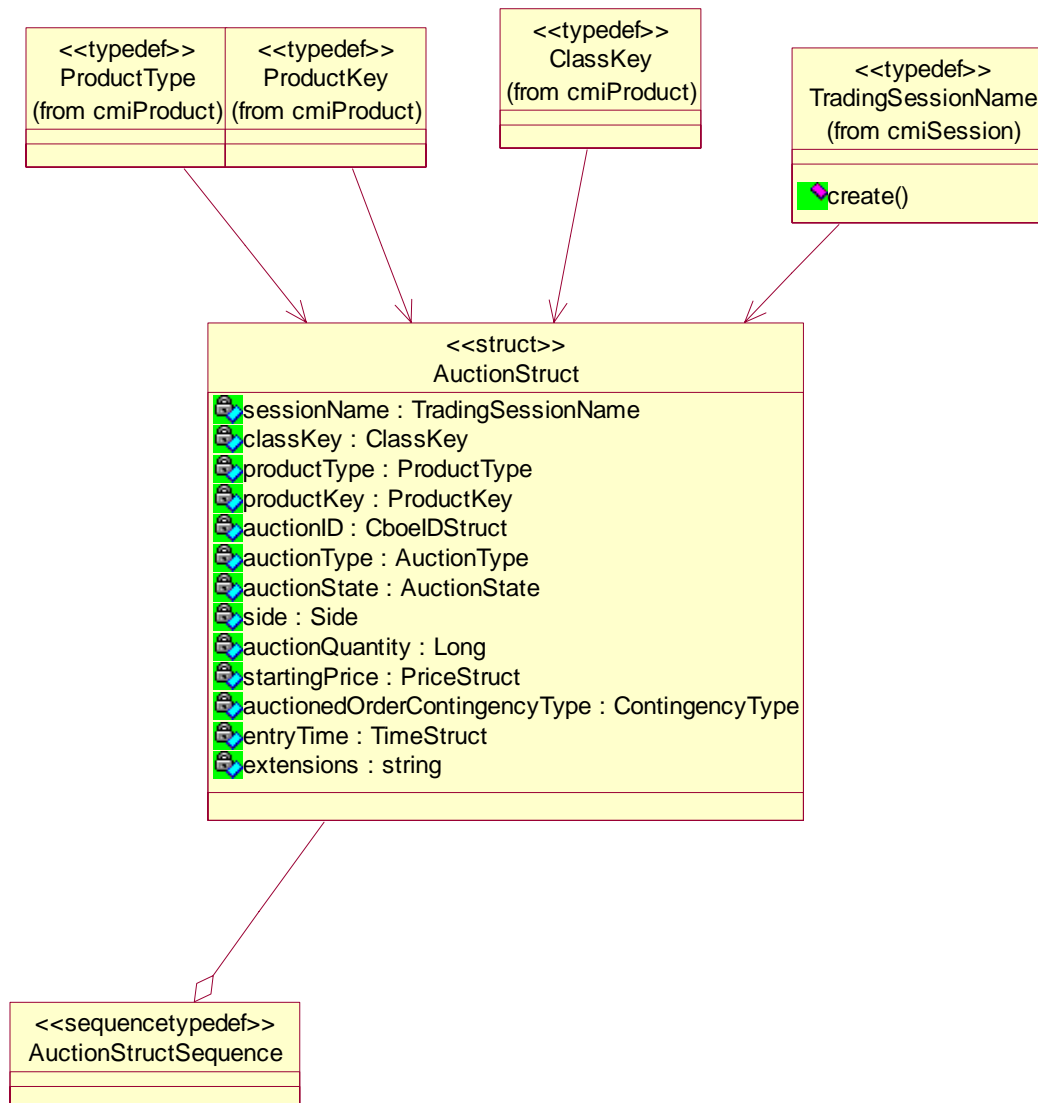 <<typedef>>
ProductType
(from cmiProduct)
<<typedef>>
ProductKey
(from cmiProduct)
<<typedef>>
ClassKey
(from cmiProduct)
<<typedef>>
TradingSessionName
(from cmiSession)
create()
<<struct>>
AuctionStruct
sessionName : TradingSessionName
classKey : ClassKey
productType : ProductType
productKey : ProductKey
auctionID : CboeIDStruct
auctionType : AuctionType
auctionState : AuctionState
side : Side
auctionQuantity : Long
startingPrice : PriceStruct
auctionedOrderContingencyType : ContingencyType
entryTime : TimeStruct
extensions : string
<<sequencetypedef>>
AuctionStructSequence